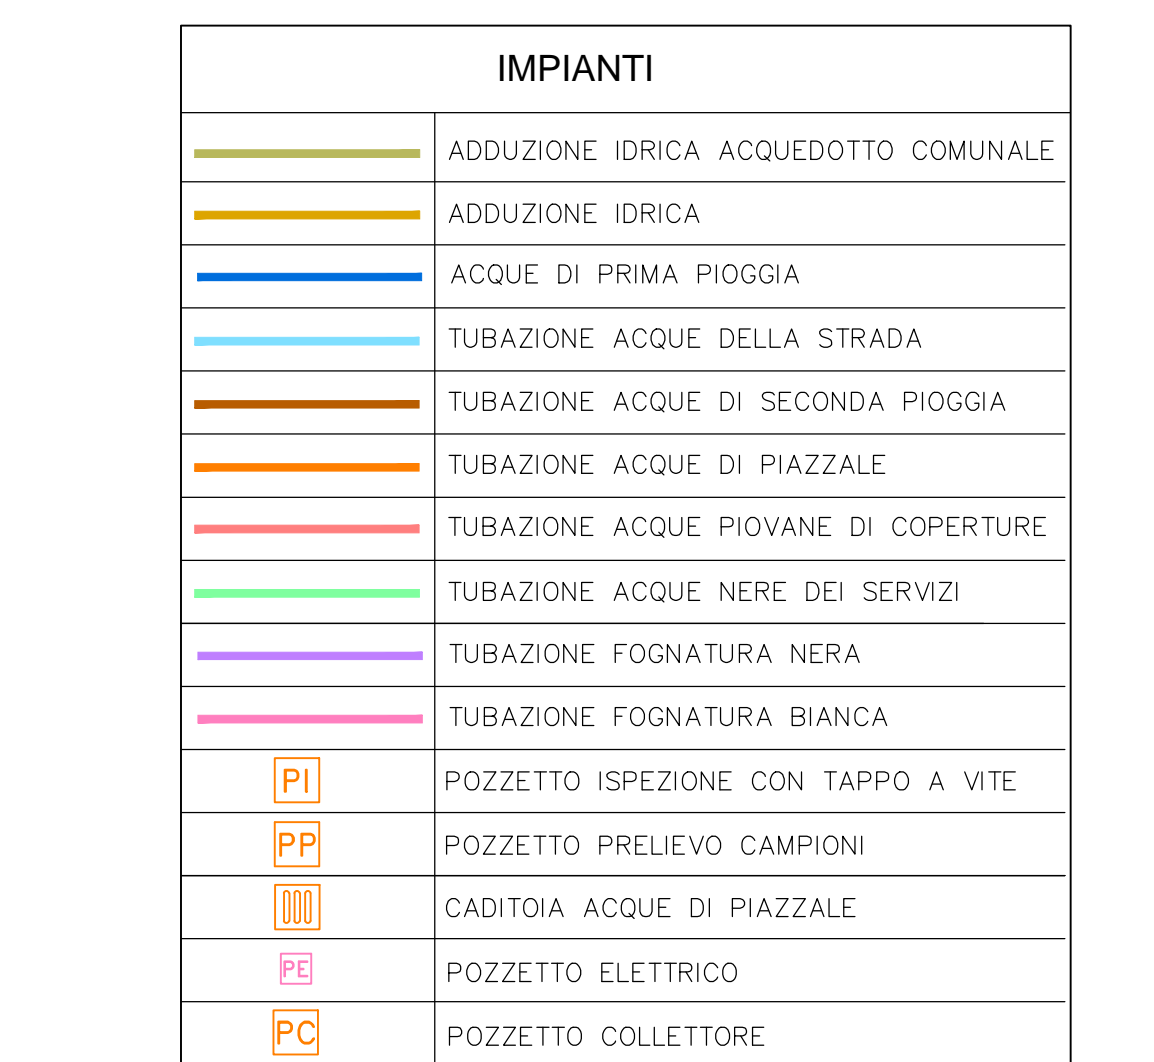 IMPIANTI
ADDUZIONE IDRICA ACQUEDOTTO COMUNALE
ADDUZIONE IDRICA
ACQUE DI PRIMA PIOGGIA
TUBAZIONE ACQUE DELLA STRADA
TUBAZIONE ACQUE DI SECONDA PIOGGIA
TUBAZIONE ACQUE DI PIAZZALE
TUBAZIONE ACQUE PIOVANE DI COPERTURE
TUBAZIONE ACQUE NERE DEI SERVIZI
TUBAZIONE FOGNATURA NERA
TUBAZIONE FOGNATURA BIANCA
PI POZZETTO ISPEZIONE CON TAPPO A VITE
PP POZZETTO PRELIEVO CAMPIONI
CADITOIA ACQUE DI PIAZZALE
PE POZZETTO ELETTRICO
PC POZZETTO COLLETTORE